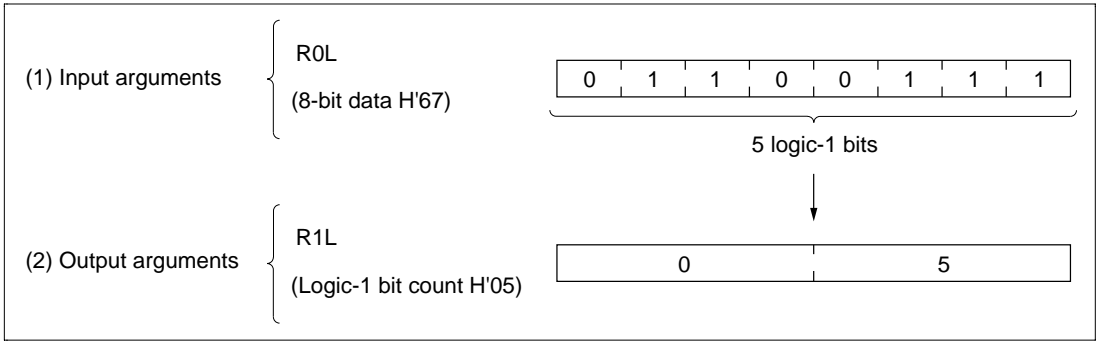 R0L
(1) Input arguments
0 1 1 0 0 1 1 1
(8-bit data H'67)
5 logic-1 bits
R1L
(2) Output arguments
0 5
(Logic-1 bit count H'05)